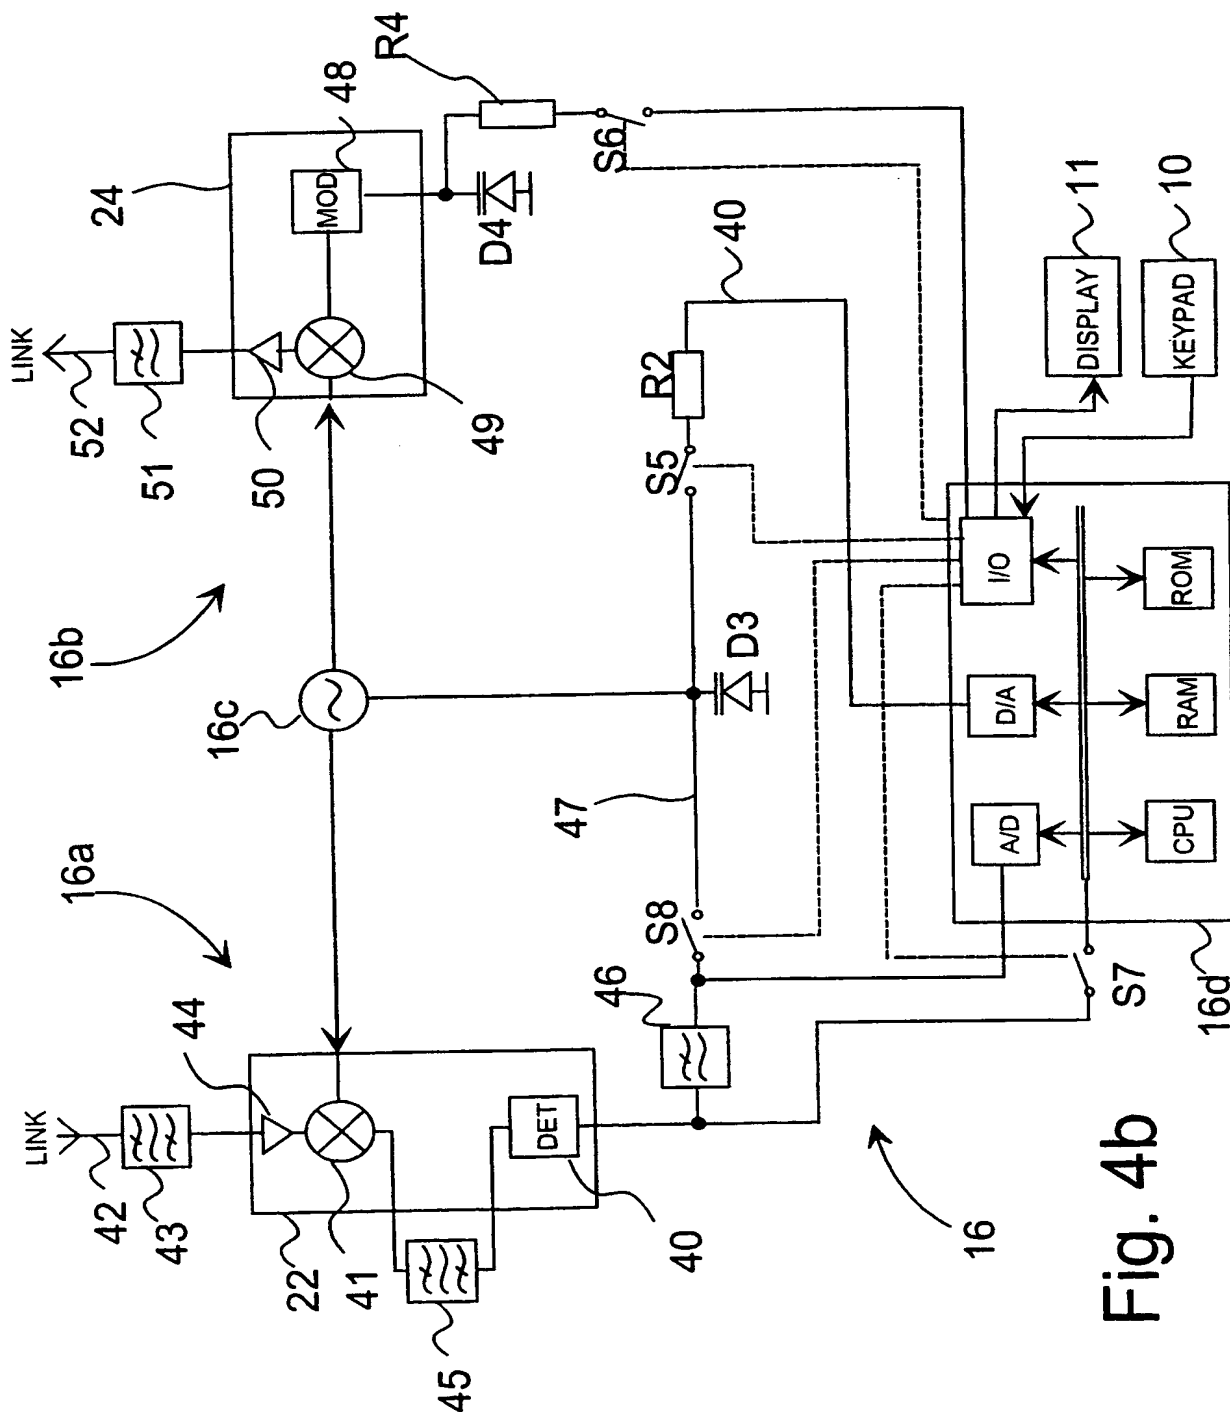 LINK
42
43
44
22
41
45
40
DET
16a
16
46
S8
47
16c
16b
D3
LINK
52
51
50
49
24
MOD
48
D4
R4
S6
S5
R2
40
S7
16d
A/D
D/A
I/O
CPU
RAM
ROM
DISPLAY
11
KEYPAD
10
Fig. 4b